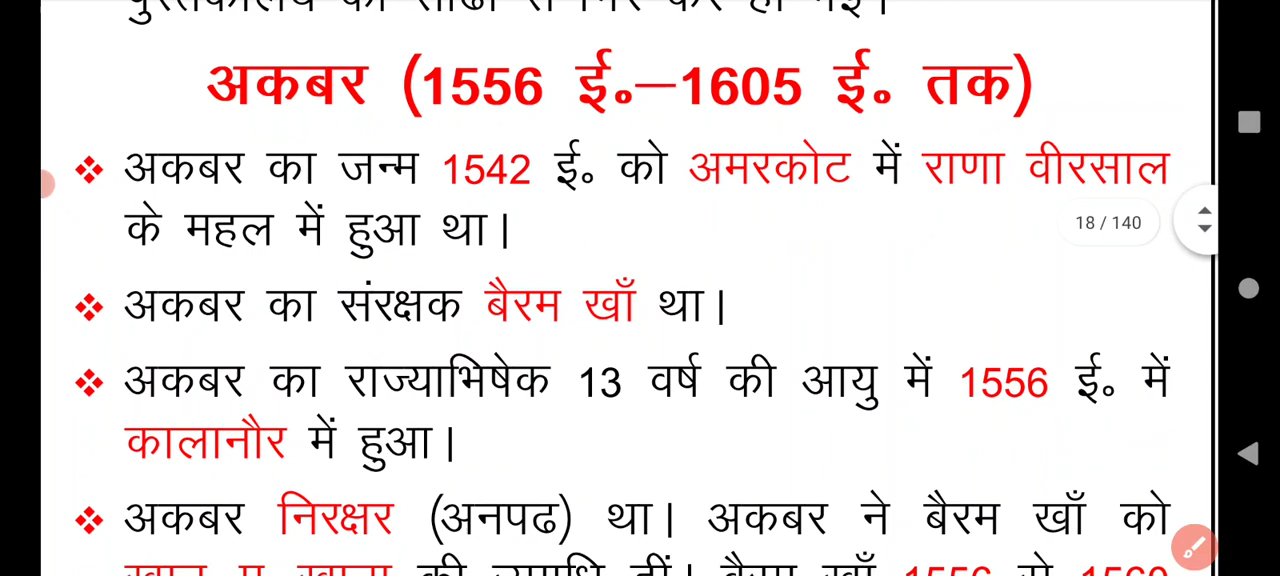 अकबर (1556 ई०–1605 ई० तक)
❖ अकबर का जन्म 1542 ई० को अमरकोट में राणा वीरसाल
के महल में हुआ था।
18 / 140
❖ अकबर का संरक्षक बैरम खाँ था।
❖ अकबर का राज्याभिषेक 13 वर्ष की आयु में 1556 ई० में
कालानौर में हुआ।
❖ अकबर निरक्षर (अनपढ) था। अकबर ने बैरम खाँ को